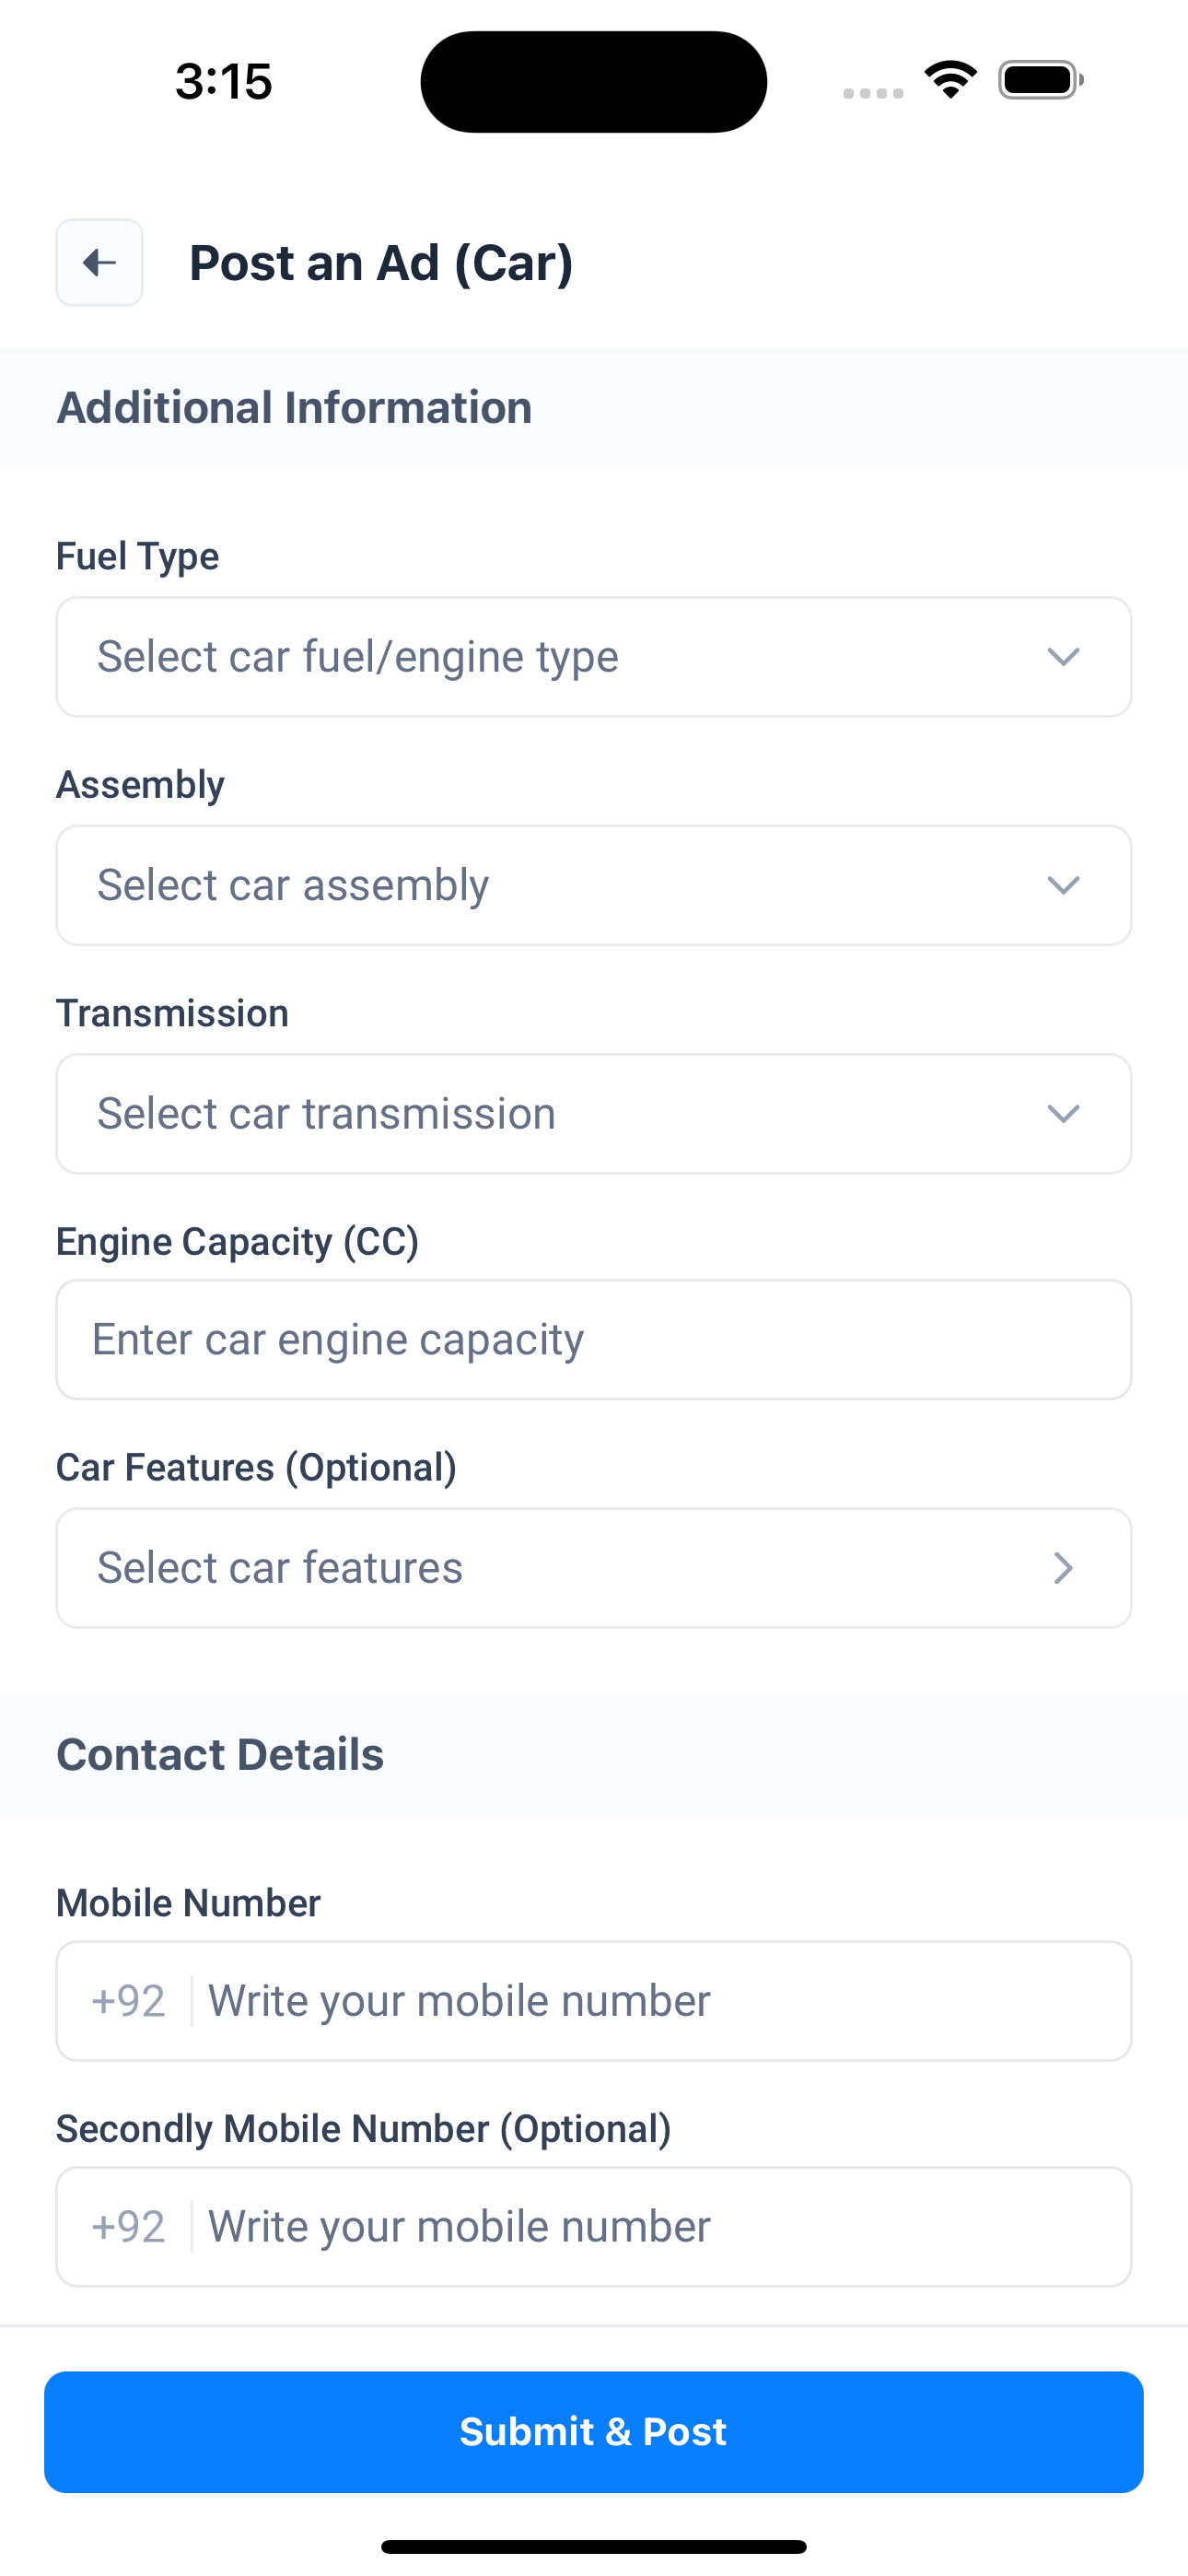 3:15
Post an Ad (Car)
Additional Information
Fuel Type
Select car fuel/engine type
Assembly
Select car assembly
Transmission
Select car transmission
Engine Capacity (CC)
Enter car engine capacity
Car Features (Optional)
Select car features
Contact Details
Mobile Number
+92 Write your mobile number
Secondly Mobile Number (Optional)
+92 Write your mobile number
Submit & Post